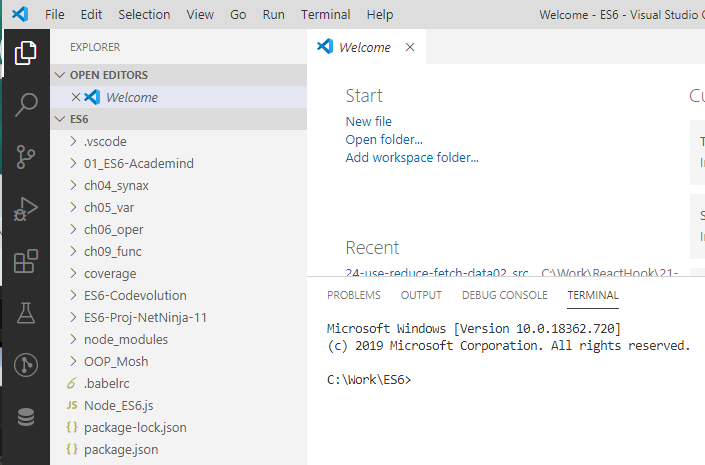 File Edit Selection View Go Run Terminal Help Welcome - ES6 - Visual Studio
EXPLORER
OPEN EDITORS
Welcome
ES6
.vscode
01_ES6-Academind
ch04_synax
ch05_var
ch06_oper
ch09_func
coverage
ES6-Codevolution
ES6-Proj-NetNinja-11
node_modules
OOP_Mosh
.babelrc
JS Node_ES6.js
{} package-lock.json
{} package.json
Welcome
Start
New file
Open folder...
Add workspace folder...
Recent
24-use-reduce-fetch-data02_src C:\Work\ReactHook\21-
Cu
T
In
S
In
PROBLEMS OUTPUT DEBUG CONSOLE TERMINAL
Microsoft Windows [Version 10.0.18362.720]
(c) 2019 Microsoft Corporation. All rights reserved.
C:\Work\ES6>